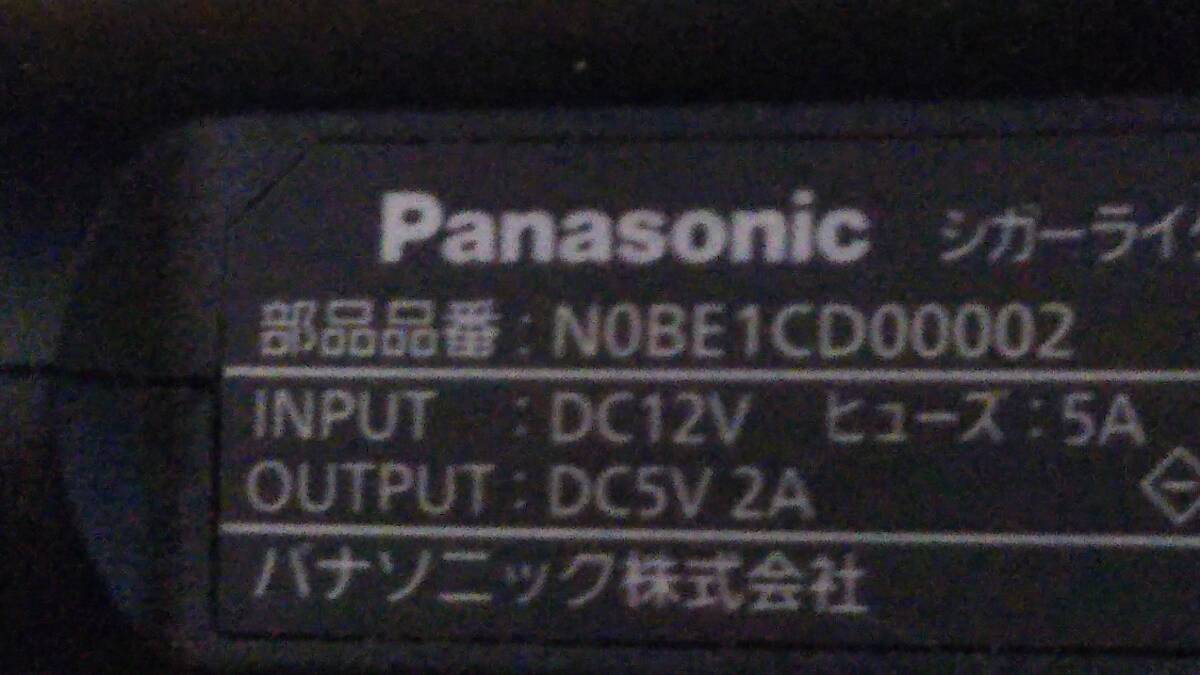 Panasonic シガーライ
部品品番 : N0BE1CD00002
INPUT : DC12V ヒューズ : 5A
OUTPUT : DC5V 2A
パナソニック株式会社